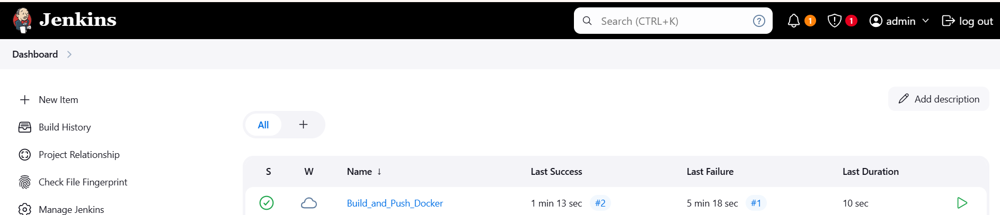 Jenkins
Search (CTRL+K) ?
1
1
admin
log out
Dashboard
New Item
Build History
Project Relationship
Check File Fingerprint
Manage Jenkins
Add description
All +
S W Name ↓ Last Success Last Failure Last Duration
Build_and_Push_Docker 1 min 13 sec #2 5 min 18 sec #1 10 sec